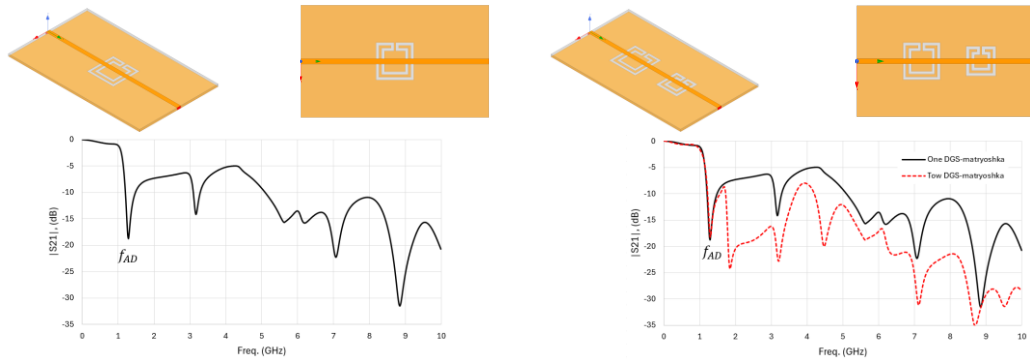 0
-5
-10
-15
-20
-25
-30
-35
|S21|, (dB)
f_AD
0 1 2 3 4 5 6 7 8 9 10
Freq. (GHz)
0
-5
-10
-15
-20
-25
-30
-35
|S21|, (dB)
One DGS-matryoshka
Tow DGS-matryoshka
f_AD
0 1 2 3 4 5 6 7 8 9 10
Freq. (GHz)